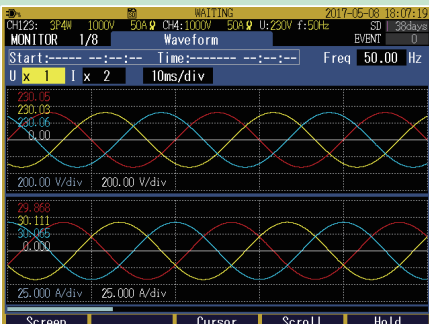 WAITING 2017-05-08 18:07:19
CH123: 3P4W 1000V 50A CH4:1000V 50A U:230V f:50Hz SD 38days
MONITOR 1/8 Waveform EVENT 0
Start:----- --:--:-- Time:----- --:--:-- Freq 50.00 Hz
U x 1 I x 2 10ms/div
230.05
230.03
230.06
0.00
200.00 V/div 200.00 V/div
29.868
30.111
30.065
0.000
25.000 A/div 25.000 A/div
Screen Cursor Scroll Hold